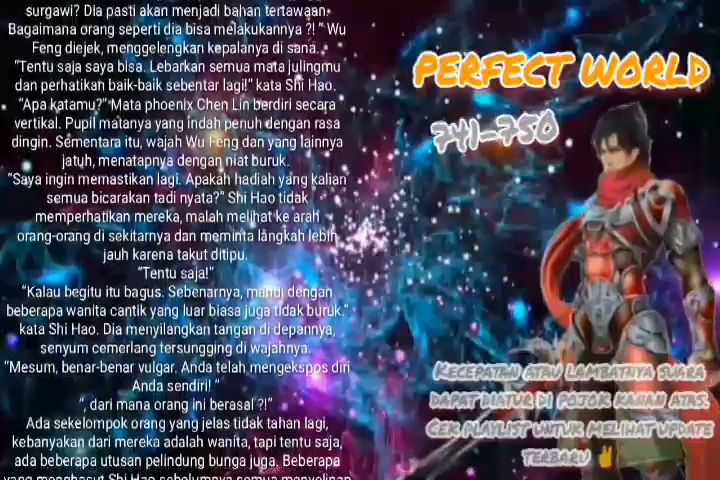 surgawi? Dia pasti akan menjadi bahan tertawaan.
Bagaimana orang seperti dia bisa melakukannya ?! " Wu
Feng diejek, menggelengkan kepalanya di sana.
"Tentu saja saya bisa. Lebarkan semua mata julingmu
dan perhatikan baik-baik sebentar lagi!" kata Shi Hao.
"Apa katamu?" Mata phoenix Chen Lin berdiri secara
vertikal. Pupil matanya yang indah penuh dengan rasa
dingin. Sementara itu, wajah Wu Feng dan yang lainnya
jatuh, menatapnya dengan niat buruk.
"Saya ingin memastikan lagi. Apakah hadiah yang kalian
semua bicarakan tadi nyata?" Shi Hao tidak
memperhatikan mereka, malah melihat ke arah
orang-orang di sekitarnya dan meminta langkah lebih
jauh karena takut ditipu.
"Tentu saja!"
"Kalau begitu itu bagus. Sebenarnya, mandi dengan
beberapa wanita cantik yang luar biasa juga tidak buruk."
kata Shi Hao. Dia menyilangkan tangan di depannya,
senyum cemerlang tersungging di wajahnya.
"Mesum, benar-benar vulgar. Anda telah mengekspos diri
Anda sendiri! "
", dari mana orang ini berasal ?!"
Ada sekelompok orang yang jelas tidak tahan lagi,
kebanyakan dari mereka adalah wanita, tapi tentu saja,
ada beberapa utusan pelindung bunga juga. Beberapa
yang menghasut Shi Hao sebelumnya semua menyelinap
PERFECT WORLD
741-750
KECEPATAN ATAU LAMBATNYA SUARA
DAPAT DIATUR DI POJOK KANAN ATAS.
CEK PLAYLIST UNTUK MELIHAT UPDATE
TERBARU ✌